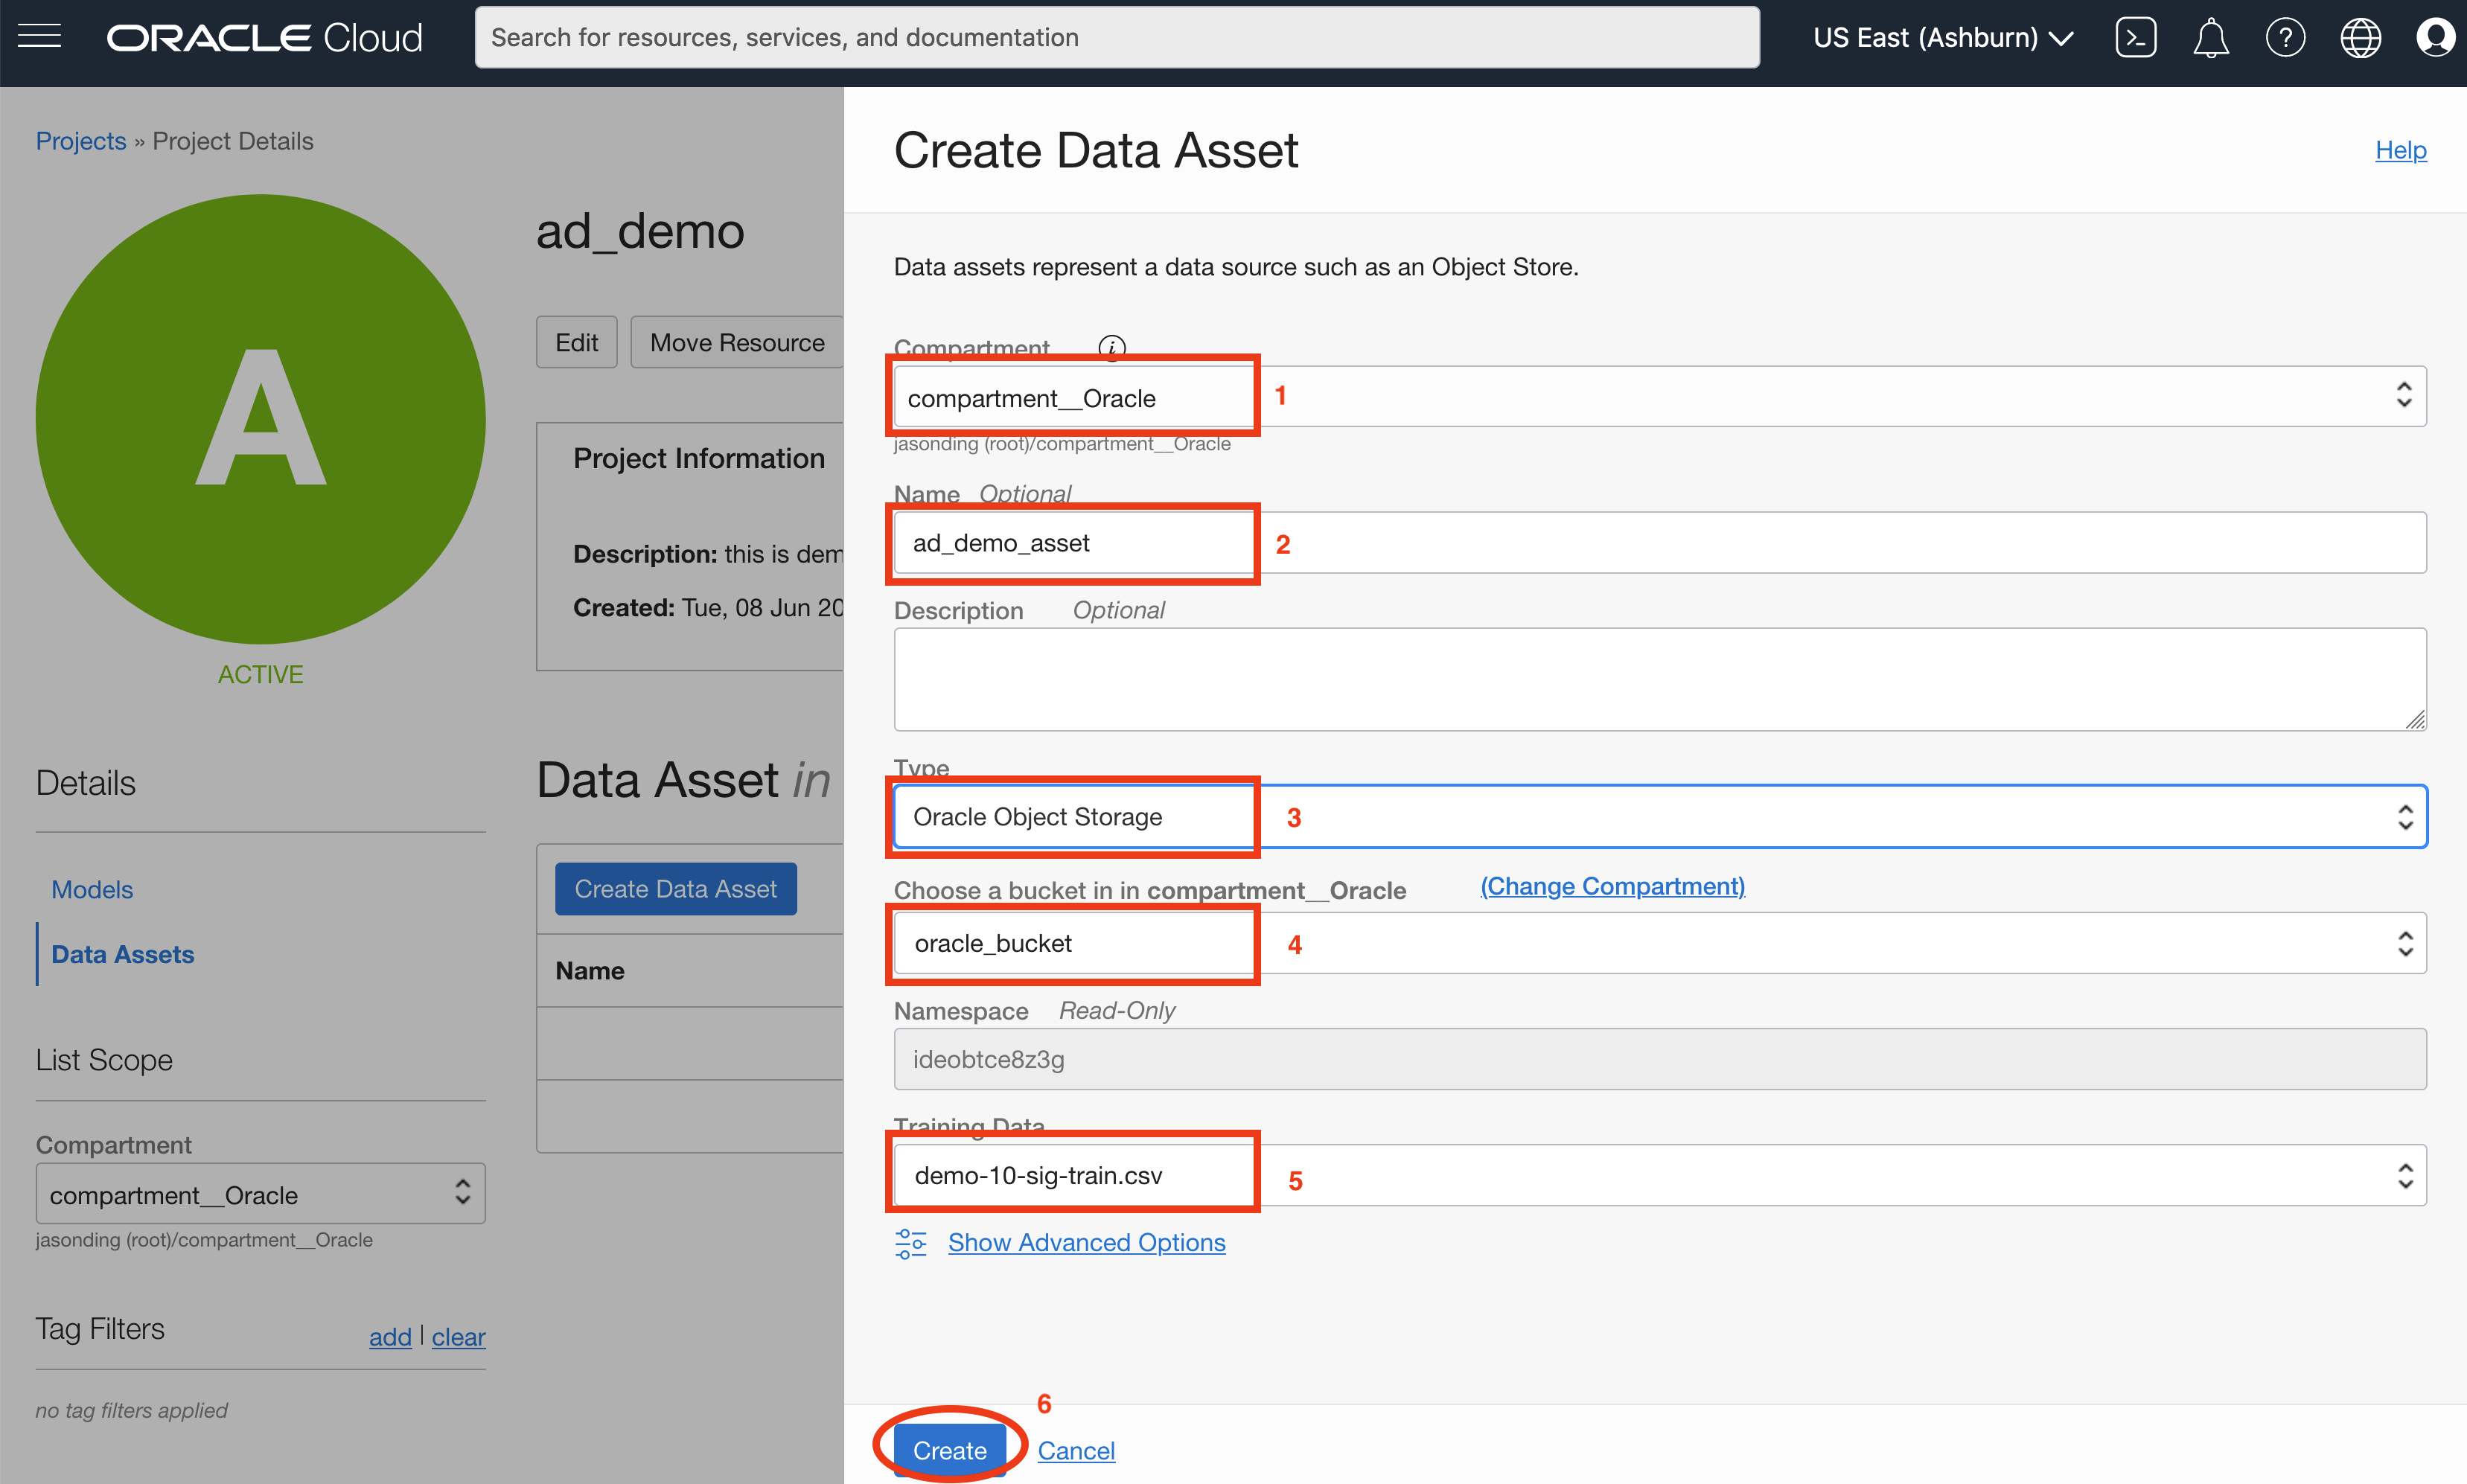 ORACLE Cloud
Search for resources, services, and documentation
US East (Ashburn)
Projects » Project Details
A
ACTIVE
Details
Models
Data Assets
List Scope
Compartment
compartment__Oracle
jasonding (root)/compartment__Oracle
Tag Filters
add | clear
no tag filters applied
ad_demo
Edit
Move Resource
Project Information
Description: this is dem
Created: Tue, 08 Jun 20
Data Asset in
Create Data Asset
Name
Create Data Asset
Help
Data assets represent a data source such as an Object Store.
Compartment
compartment__Oracle 1
jasonding (root)/compartment__Oracle
Name Optional
ad_demo_asset 2
Description Optional
Type
Oracle Object Storage 3
Choose a bucket in in compartment__Oracle (Change Compartment)
oracle_bucket 4
Namespace Read-Only
ideobtce8z3g
Training Data
demo-10-sig-train.csv 5
Show Advanced Options
6
Create Cancel